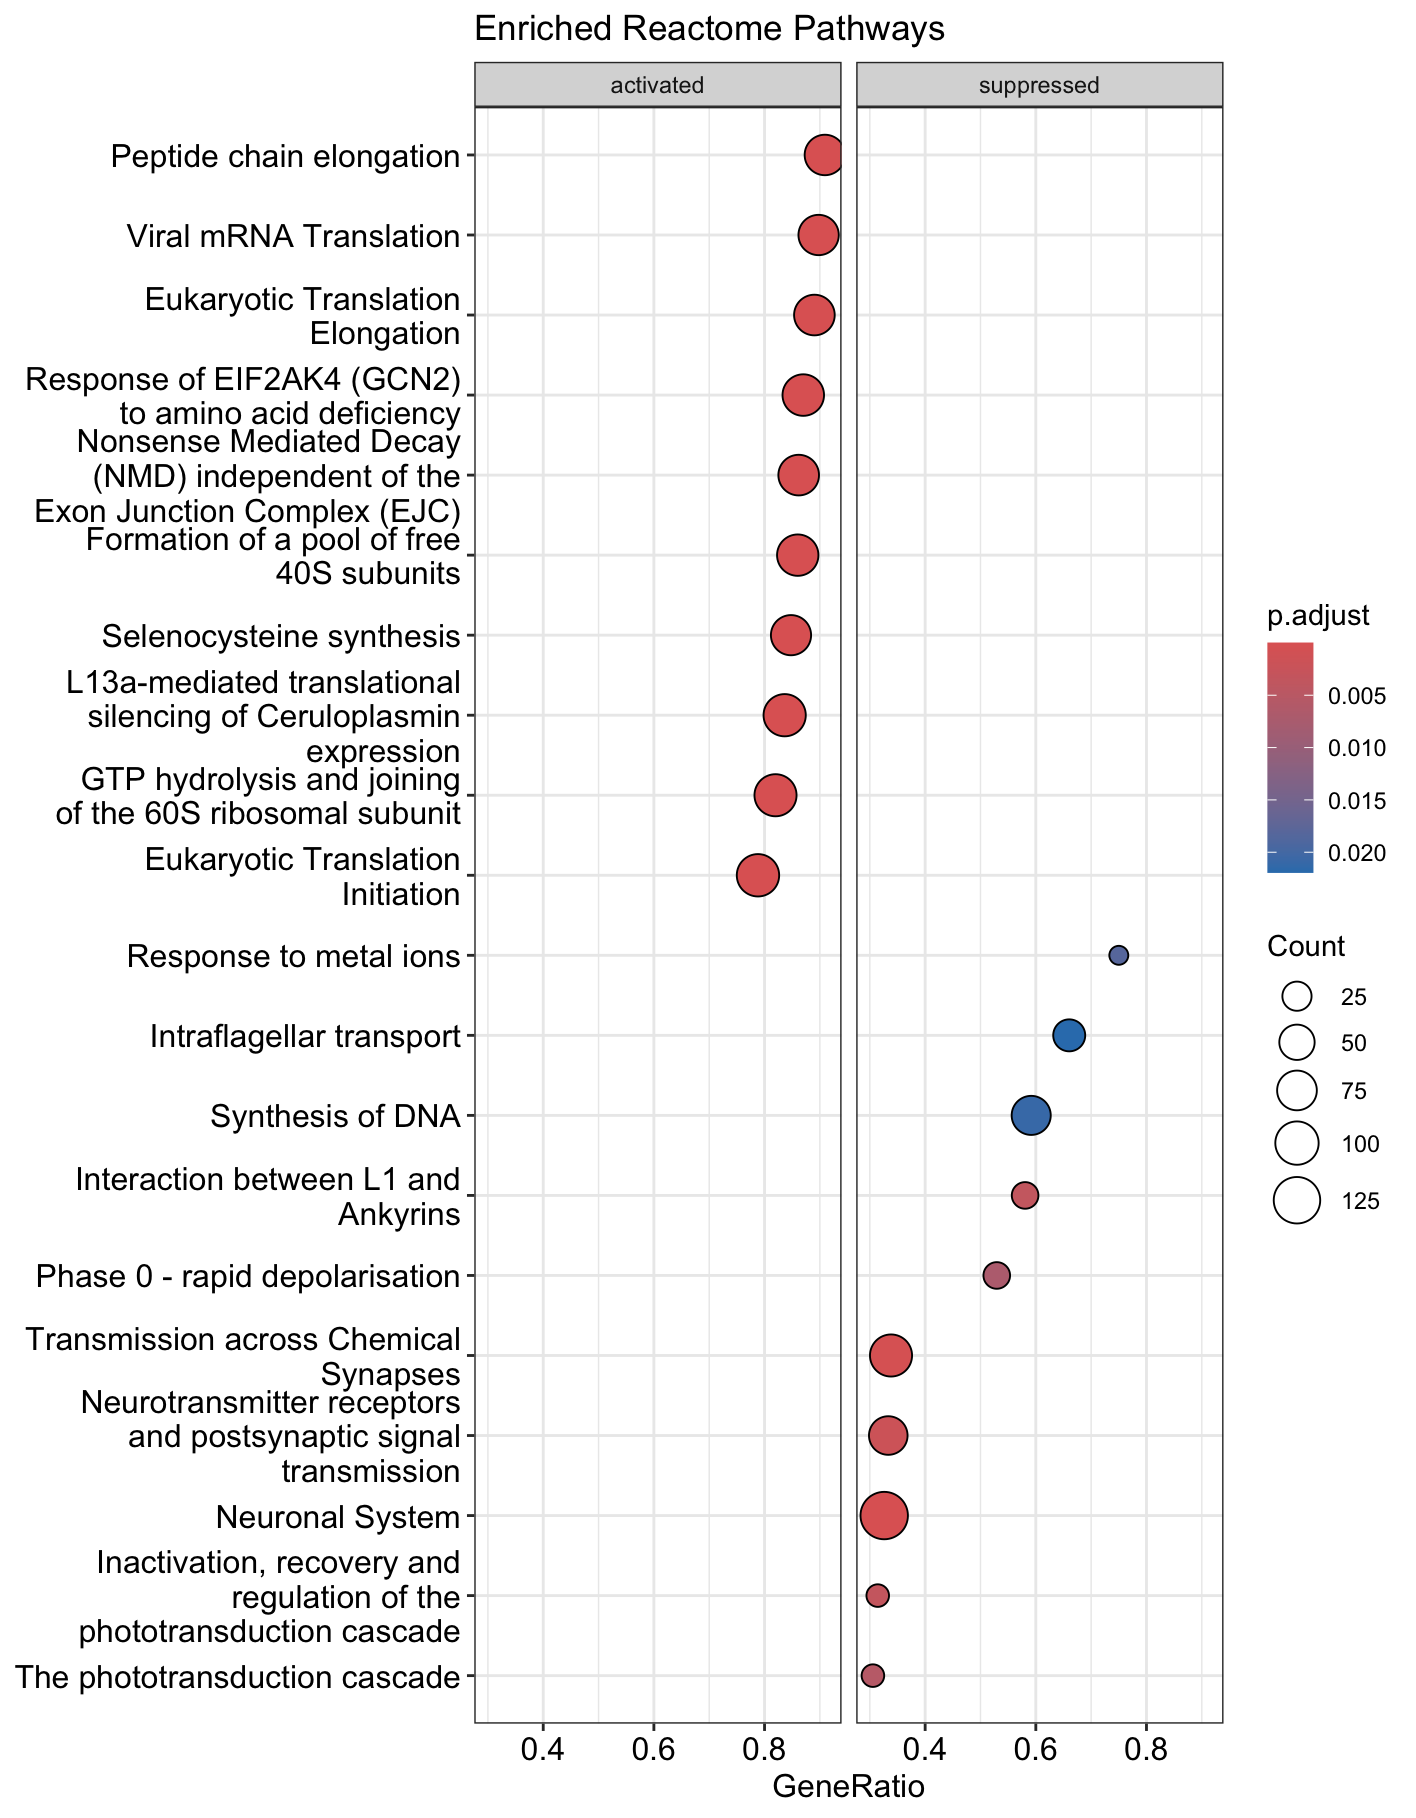 Enriched Reactome Pathways
activated
suppressed
Peptide chain elongation
Viral mRNA Translation
Eukaryotic Translation
Elongation
Response of EIF2AK4 (GCN2)
to amino acid deficiency
Nonsense Mediated Decay
(NMD) independent of the
Exon Junction Complex (EJC)
Formation of a pool of free
40S subunits
Selenocysteine synthesis
L13a-mediated translational
silencing of Ceruloplasmin
expression
GTP hydrolysis and joining
of the 60S ribosomal subunit
Eukaryotic Translation
Initiation
Response to metal ions
Intraflagellar transport
Synthesis of DNA
Interaction between L1 and
Ankyrins
Phase 0 - rapid depolarisation
Transmission across Chemical
Synapses
Neurotransmitter receptors
and postsynaptic signal
transmission
Neuronal System
Inactivation, recovery and
regulation of the
phototransduction cascade
The phototransduction cascade
0.4 0.6 0.8
0.4 0.6 0.8
GeneRatio
p.adjust
0.005
0.010
0.015
0.020
Count
25
50
75
100
125